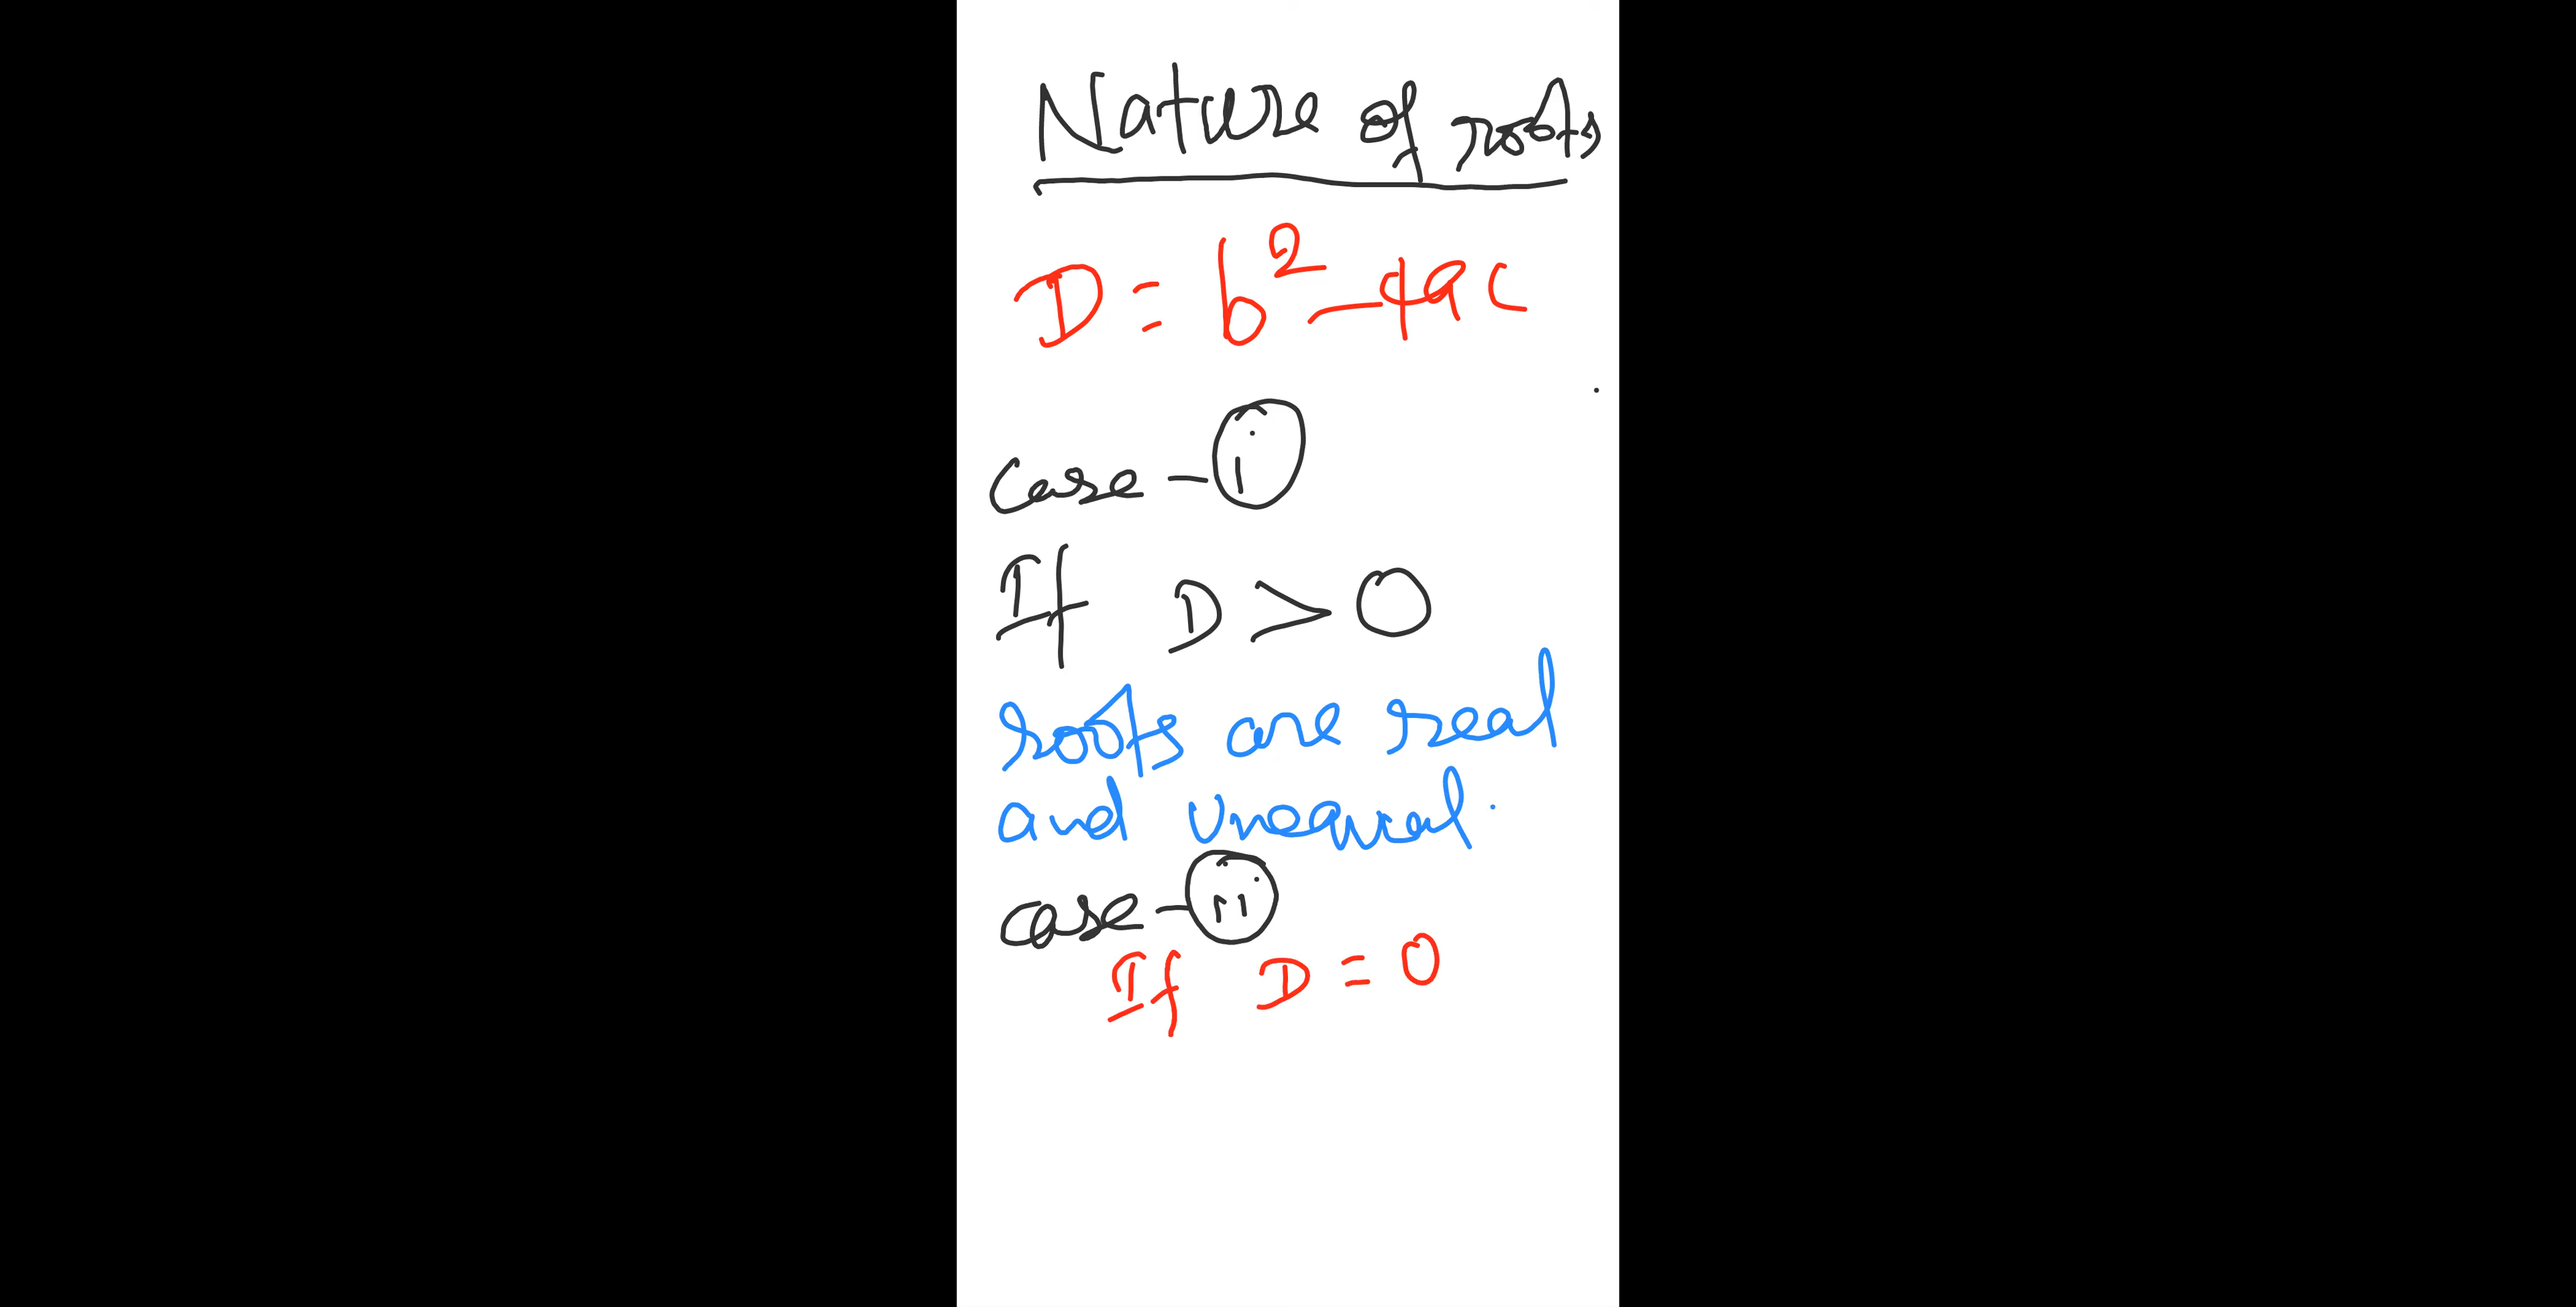 Nature of roots
D = b² - 4ac
case - i
If D > 0
roots are real
and unequal.
case - ii
If D = 0